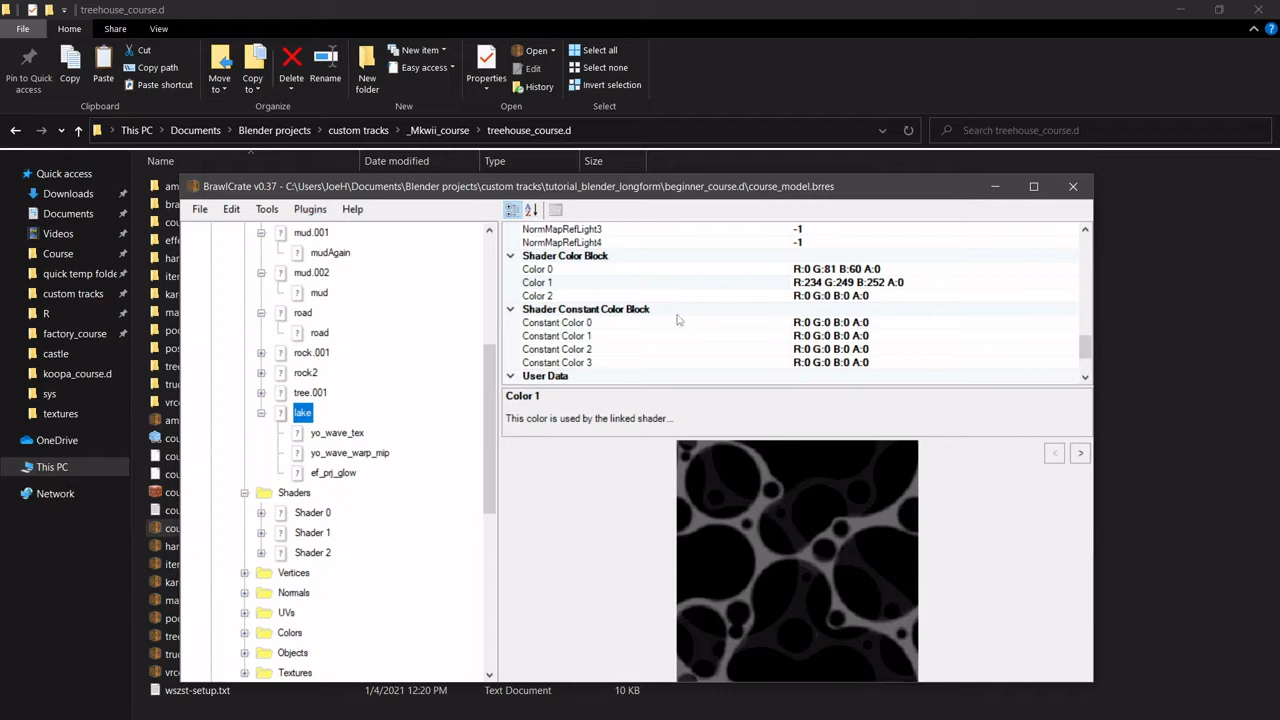 treehouse_course.d
File
Home
Share
View
Pin to Quick access
Copy
Paste
Cut
Copy path
Paste shortcut
Clipboard
Move to
Copy to
Delete
Rename
Organize
New folder
New item
Easy access
New
Properties
Open
Edit
History
Open
Select all
Select none
Invert selection
Select
This PC
Documents
Blender projects
custom tracks
_Mkwii_course
treehouse_course.d
Search treehouse_course.d
Name
Date modified
Type
Size
Quick access
Downloads
Documents
Videos
Course
quick temp folde
custom tracks
R
factory_course
castle
koopa_course.d
sys
textures
OneDrive
This PC
Network
BrawlCrate v0.37 - C:\Users\JoeH\Documents\Blender projects\custom tracks\tutorial_blender_longform\beginner_course.d\course_model.brres
File
Edit
Tools
Plugins
Help
mud.001
mudAgain
mud.002
mud
road
road
rock.001
rock2
tree.001
lake
yo_wave_tex
yo_wave_warp_mip
ef_prj_glow
Shaders
Shader 0
Shader 1
Shader 2
Vertices
Normals
UVs
Colors
Objects
Textures
NormMapRefLight3 -1
NormMapRefLight4 -1
Shader Color Block
Color 0 R:0 G:81 B:60 A:0
Color 1 R:234 G:249 B:252 A:0
Color 2 R:0 G:0 B:0 A:0
Shader Constant Color Block
Constant Color 0 R:0 G:0 B:0 A:0
Constant Color 1 R:0 G:0 B:0 A:0
Constant Color 2 R:0 G:0 B:0 A:0
Constant Color 3 R:0 G:0 B:0 A:0
User Data
Color 1
This color is used by the linked shader...
wszst-setup.txt
1/4/2021 12:20 PM
Text Document
10 KB